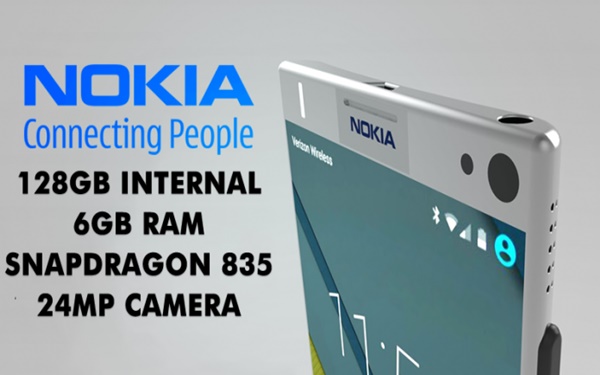 NOKIA
Connecting People
128GB INTERNAL
6GB RAM
SNAPDRAGON 835
24MP CAMERA
NOKIA
Verizon Wireless